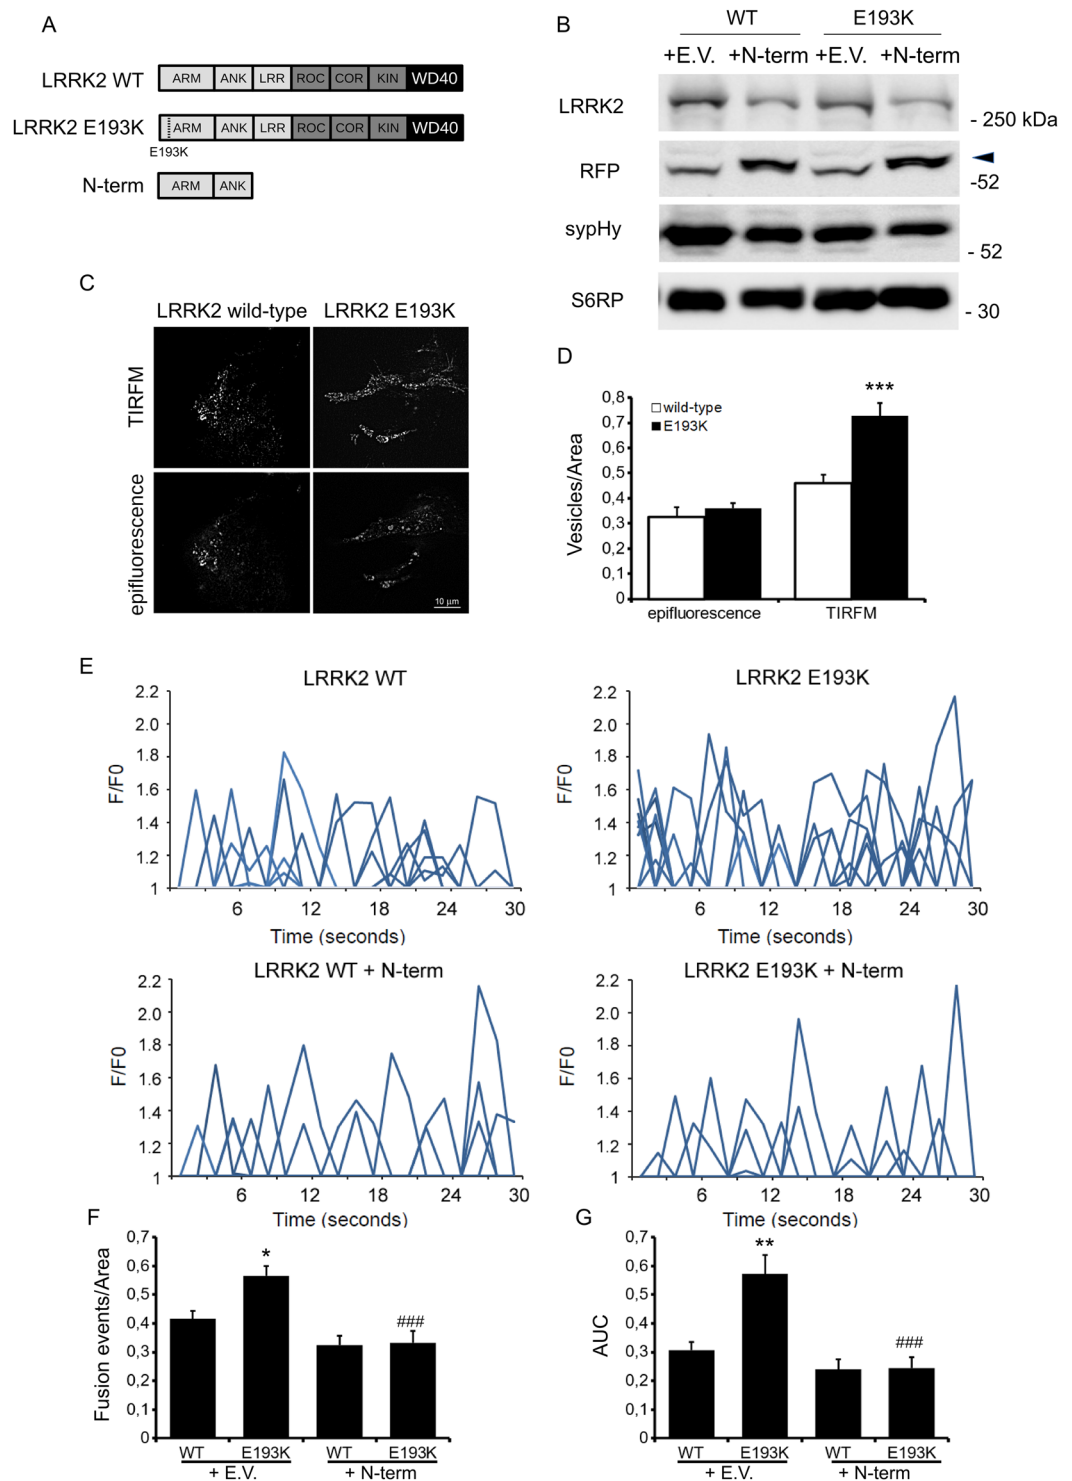 A
LRRK2 WT
ARM ANK LRR ROC COR KIN WD40
LRRK2 E193K
ARM ANK LRR ROC COR KIN WD40
E193K
N-term
ARM ANK
B
WT E193K
+E.V. +N-term +E.V. +N-term
LRRK2
- 250 kDa
RFP
-52
sypHy
- 52
S6RP
- 30
C
LRRK2 wild-type LRRK2 E193K
TIRFM
epifluorescence
10 µm
D
***
wild-type
E193K
Vesicles/Area
0,8
0,7
0,6
0,5
0,4
0,3
0,2
0,1
0
epifluorescence TIRFM
E
LRRK2 WT
F/F0
2.2
2.0
1.8
1.6
1.4
1.2
1
6 12 18 24 30
Time (seconds)
LRRK2 E193K
F/F0
2.2
2.0
1.8
1.6
1.4
1.2
1
6 12 18 24 30
Time (seconds)
LRRK2 WT + N-term
F/F0
2.2
2.0
1.8
1.6
1.4
1.2
1
6 12 18 24 30
Time (seconds)
LRRK2 E193K + N-term
F/F0
2.2
2.0
1.8
1.6
1.4
1.2
1
6 12 18 24 30
Time (seconds)
F
Fusion events/Area
0,7
0,6
0,5
0,4
0,3
0,2
0,1
0
*
###
WT E193K WT E193K
+ E.V. + N-term
G
AUC
0,7
0,6
0,5
0,4
0,3
0,2
0,1
0
**
###
WT E193K WT E193K
+ E.V. + N-term